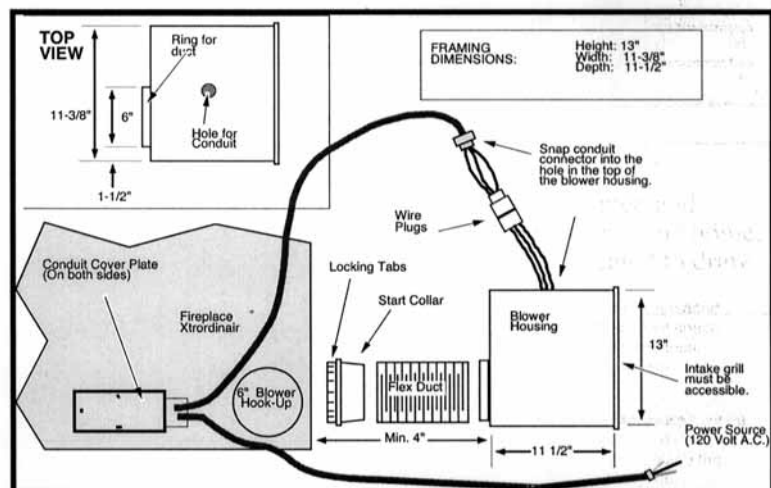 TOP
VIEW
Ring for
duct
11-3/8"
6"
Hole for
Conduit
1-1/2"
FRAMING
DIMENSIONS:
Height: 13"
Width: 11-3/8"
Depth: 11-1/2"
Snap conduit
connector into the
hole in the top of
the blower housing.
Wire
Plugs
Conduit Cover Plate
(On both sides)
Locking Tabs
Start Collar
Fireplace
Xtrordinair
Blower
Housing
13"
6" Blower
Hook-Up
Flex Duct
Intake grill
must be
accessible.
Min. 4"
11 1/2"
Power Source
(120 Volt A.C.)